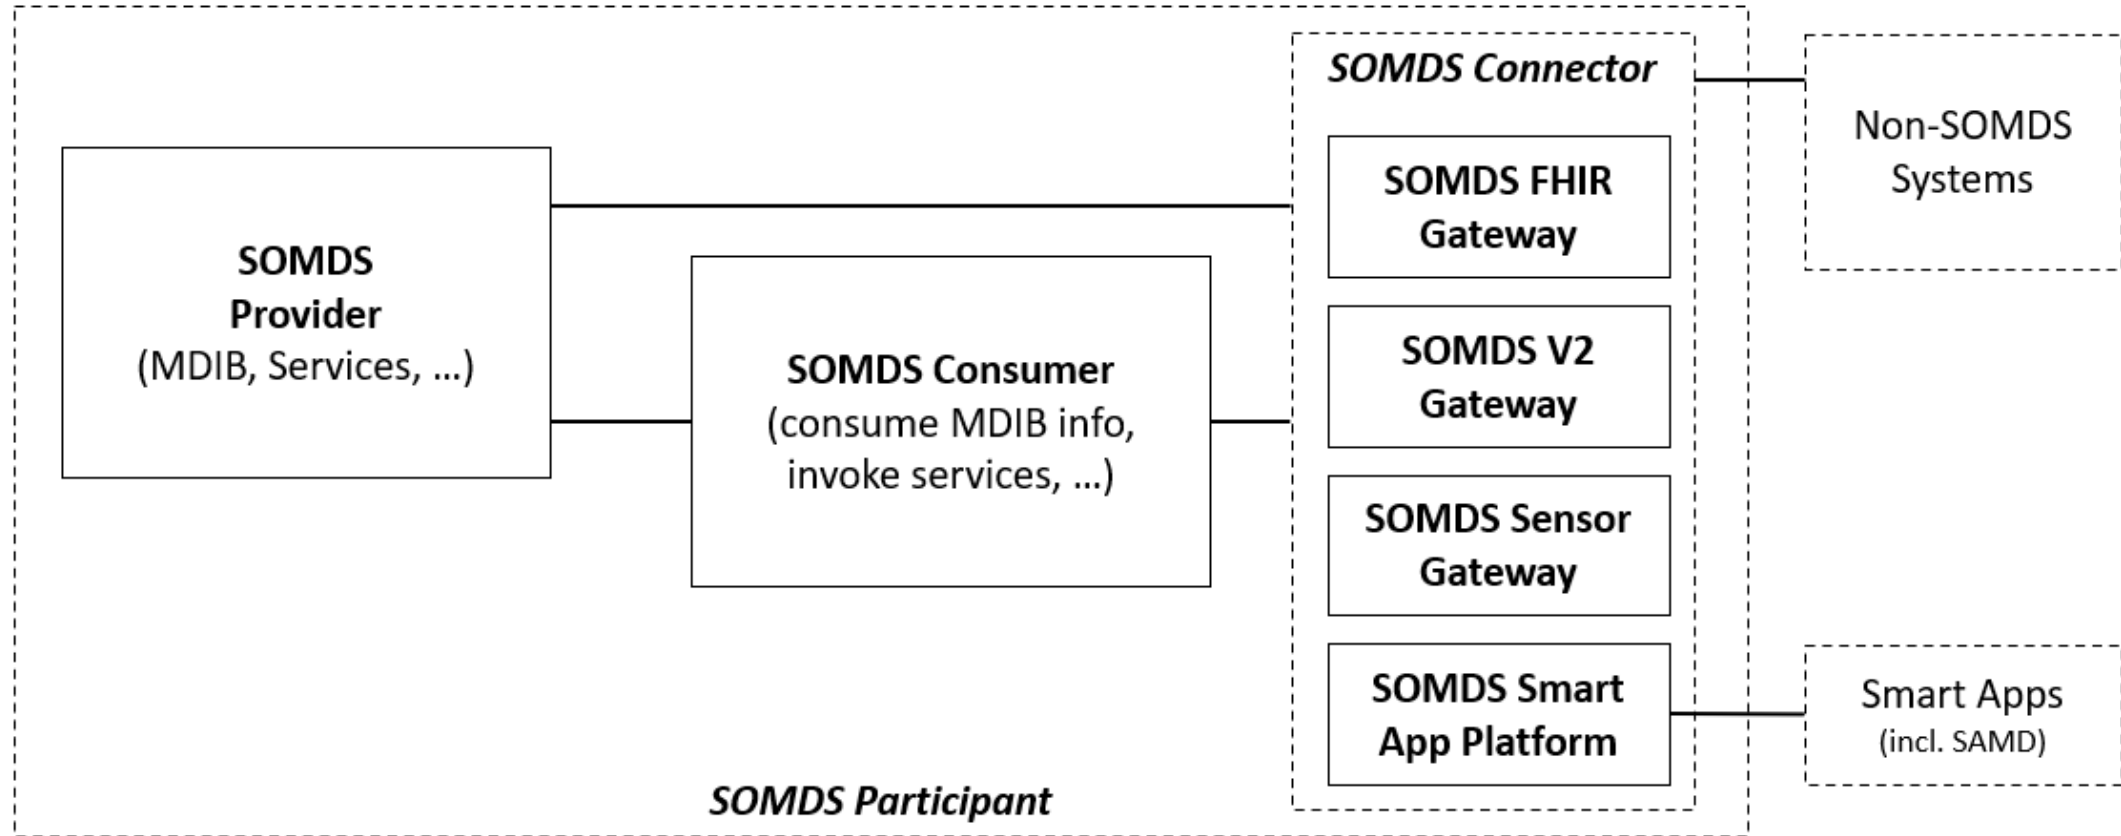 SOMDS
Provider
(MDIB, Services, ...)
SOMDS Consumer
(consume MDIB info,
invoke services, ...)
SOMDS Connector
SOMDS FHIR
Gateway
SOMDS V2
Gateway
SOMDS Sensor
Gateway
SOMDS Smart
App Platform
SOMDS Participant
Non-SOMDS
Systems
Smart Apps
(incl. SAMD)